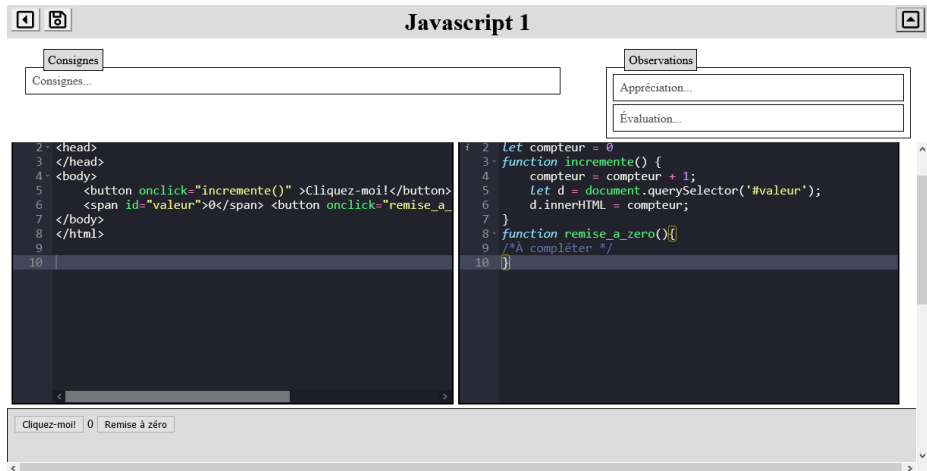 Javascript 1
Consignes
Consignes...
Observations
Appréciation...
Évaluation...
2 <head>
3 </head>
4 <body>
5 <button onclick="incremente()" >Cliquez-moi!</button>
6 <span id="valeur">0</span> <button onclick="remise_a_
7 </body>
8 </html>
9
10
i 2 let compteur = 0
3 function incremente() {
4 compteur = compteur + 1;
5 let d = document.querySelector('#valeur');
6 d.innerHTML = compteur;
7 }
8 function remise_a_zero(){
9 /*À compléter */
10 }
Cliquez-moi! 0 Remise à zéro